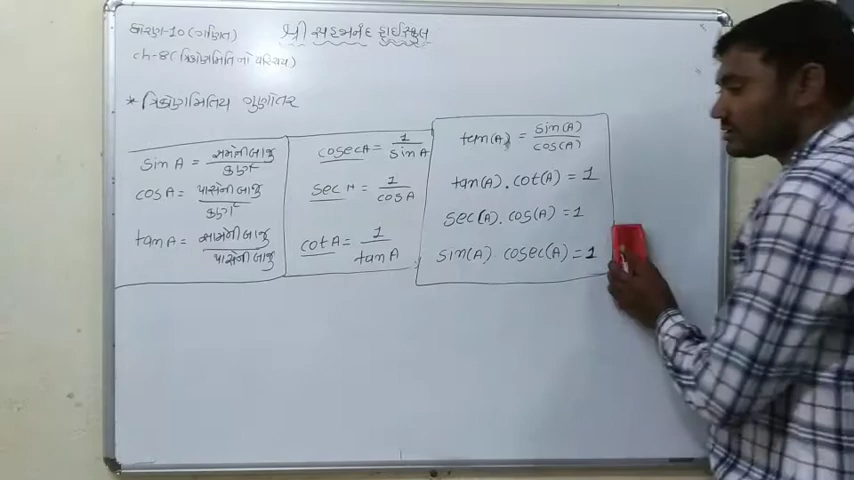 ધોરણ-10 (ગણિત) શ્રી સહજાનંદ હાઈસ્કૂલ
ch-8 (ત્રિકોણમિતિનો પરિચય)
* ત્રિકોણમિતિય ગુણોત્તર
sin A = સામેની બાજુ / કર્ણ
cos A = પાસેની બાજુ / કર્ણ
tan A = સામેની બાજુ / પાસેની બાજુ
cosec A = 1 / sin A
sec A = 1 / cos A
cot A = 1 / tan A
tan(A) = sin(A) / cos(A)
tan(A) . cot(A) = 1
sec(A) . cos(A) = 1
sin(A) . cosec(A) = 1